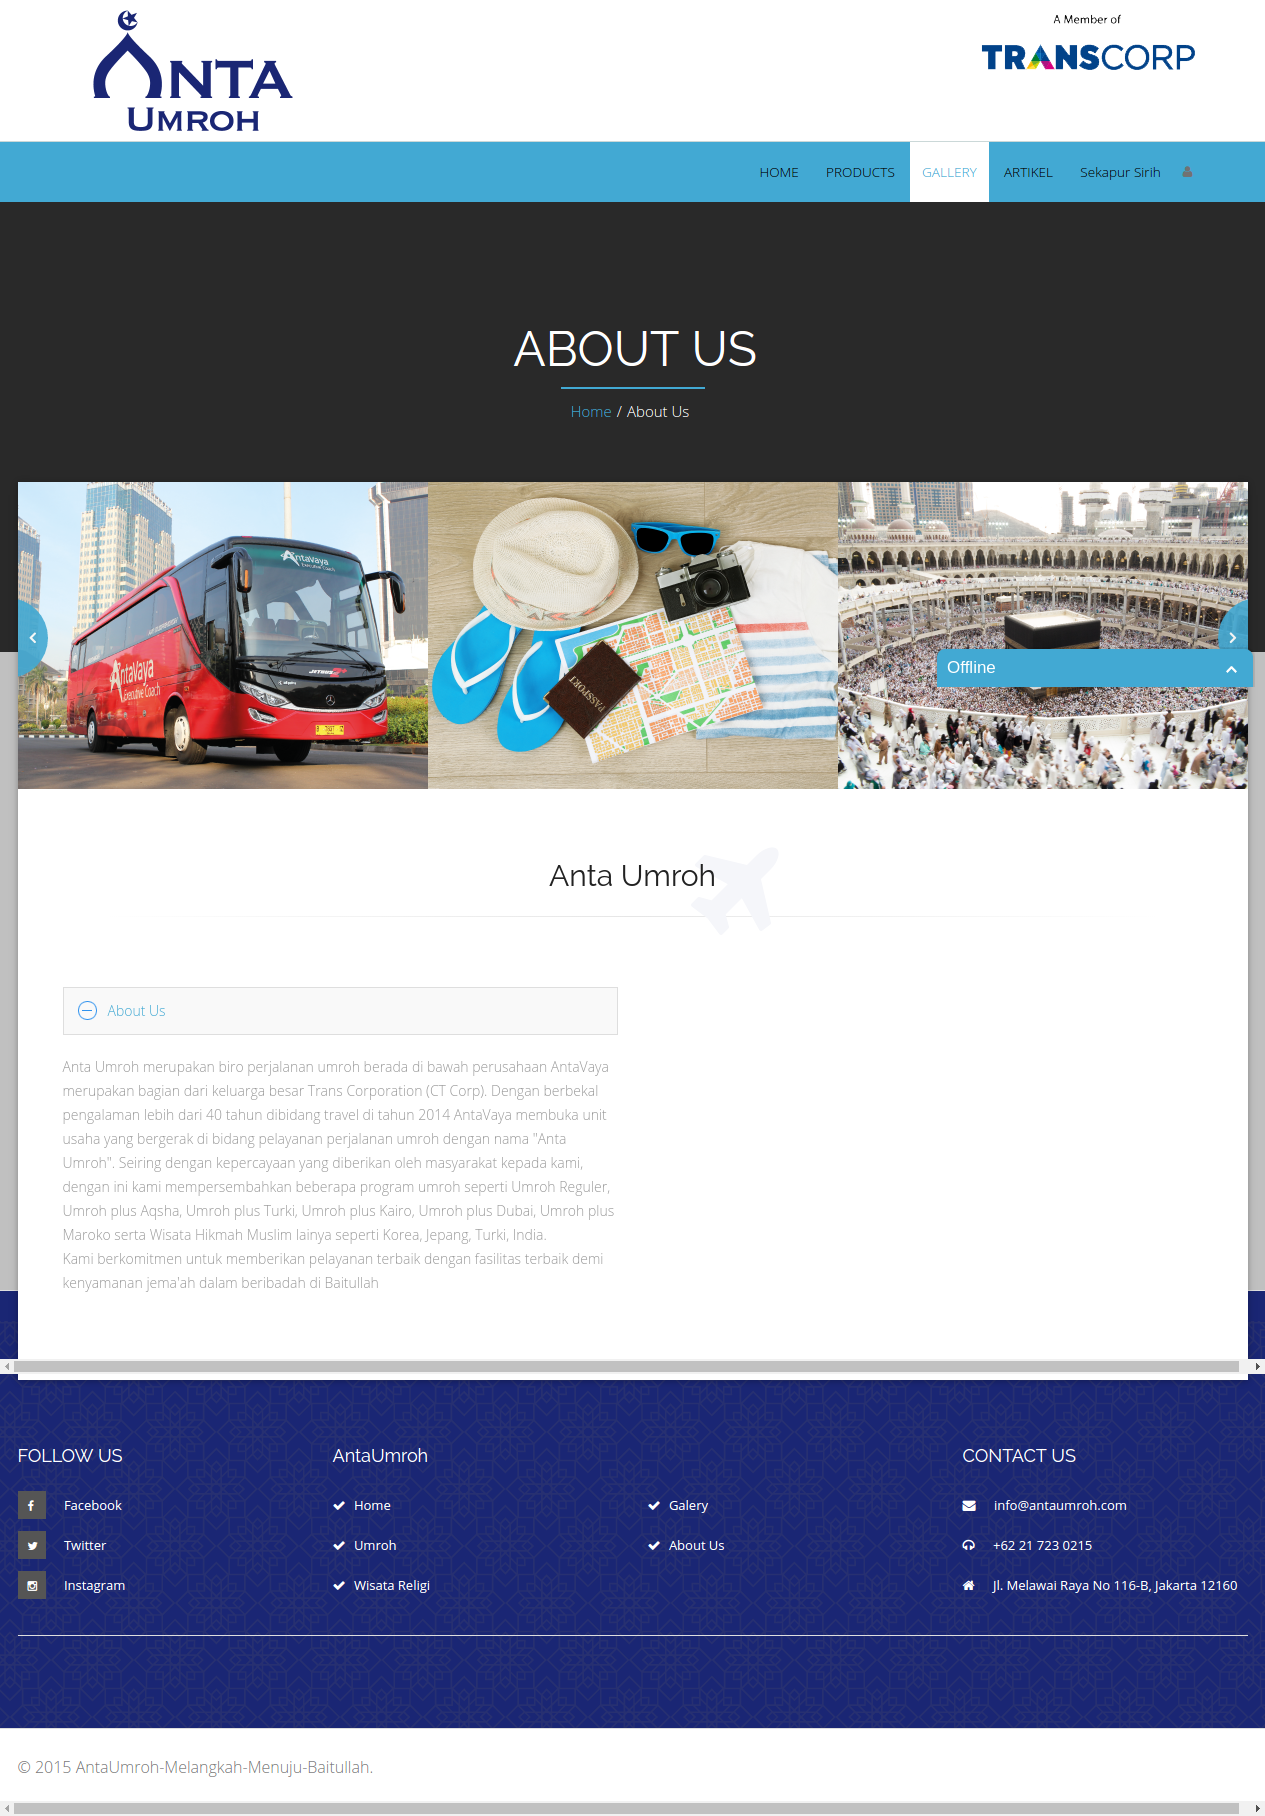 A Member of
ANTA
UMROH
TRANSCORP
HOME PRODUCTS GALLERY ARTIKEL Sekapur Sirih
ABOUT US
Home / About Us
AntaVaya
Executive Coach
AntaVaya
Executive Coach
PASSPORT
Offline
Anta Umroh
About Us
Anta Umroh merupakan biro perjalanan umroh berada di bawah perusahaan AntaVaya
merupakan bagian dari keluarga besar Trans Corporation (CT Corp). Dengan berbekal
pengalaman lebih dari 40 tahun dibidang travel di tahun 2014 AntaVaya membuka unit
usaha yang bergerak di bidang pelayanan perjalanan umroh dengan nama "Anta
Umroh". Seiring dengan kepercayaan yang diberikan oleh masyarakat kepada kami,
dengan ini kami mempersembahkan beberapa program umroh seperti Umroh Reguler,
Umroh plus Aqsha, Umroh plus Turki, Umroh plus Kairo, Umroh plus Dubai, Umroh plus
Maroko serta Wisata Hikmah Muslim lainya seperti Korea, Jepang, Turki, India.
Kami berkomitmen untuk memberikan pelayanan terbaik dengan fasilitas terbaik demi
kenyamanan jema'ah dalam beribadah di Baitullah
FOLLOW US
Facebook
Twitter
Instagram
AntaUmroh
Home
Umroh
Wisata Religi
Galery
About Us
CONTACT US
info@antaumroh.com
+62 21 723 0215
Jl. Melawai Raya No 116-B, Jakarta 12160
© 2015 AntaUmroh-Melangkah-Menuju-Baitullah.